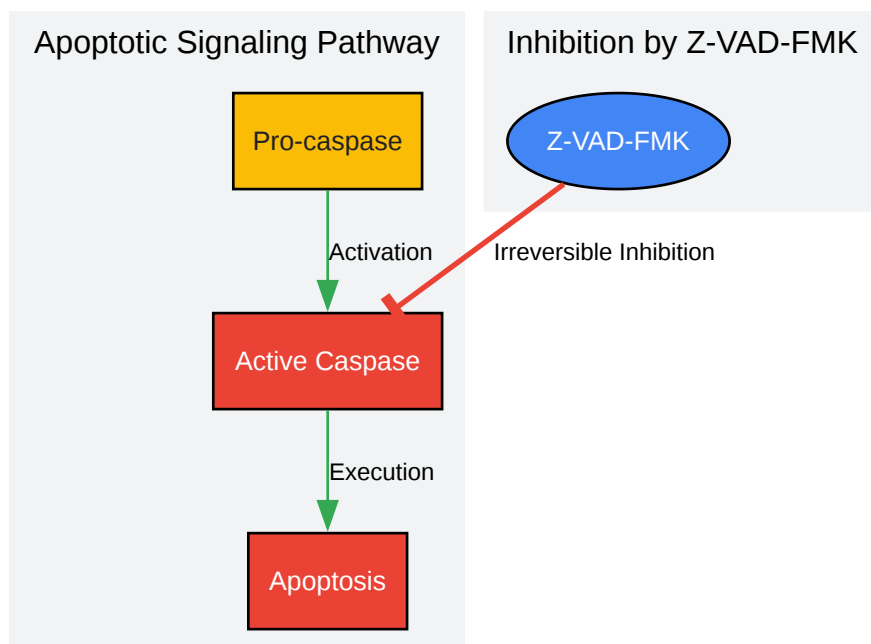 Apoptotic Signaling Pathway
Inhibition by Z-VAD-FMK
Pro-caspase
Z-VAD-FMK
Activation
Irreversible Inhibition
Active Caspase
Execution
Apoptosis